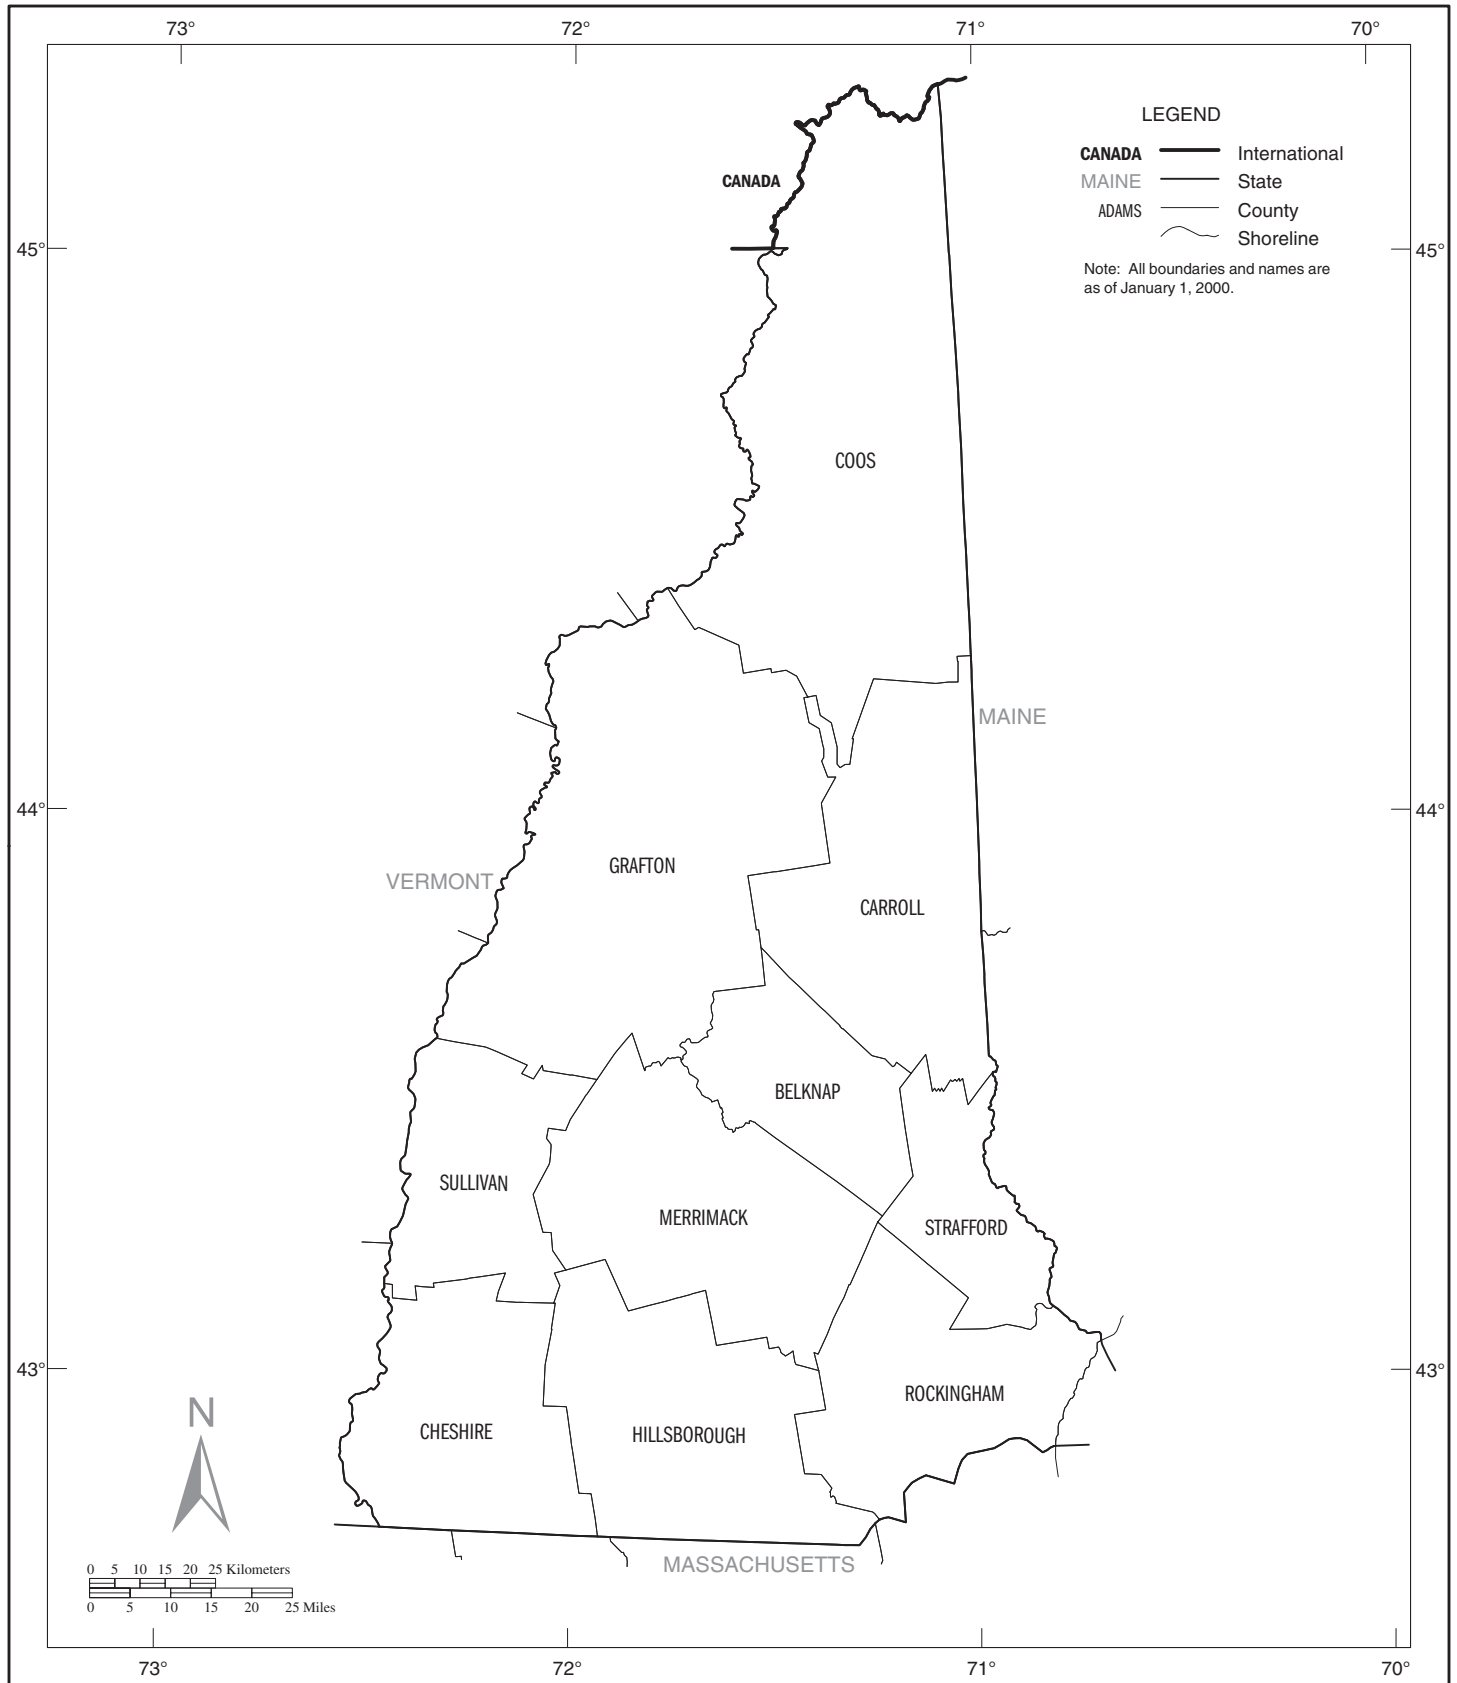 73°
72°
71°
70°
LEGEND
CANADA International
MAINE State
ADAMS County
Shoreline
Note: All boundaries and names are
as of January 1, 2000.
CANADA
45°
45°
COOS
MAINE
44°
44°
GRAFTON
VERMONT
CARROLL
BELKNAP
SULLIVAN
MERRIMACK
STRAFFORD
43°
43°
ROCKINGHAM
N
CHESHIRE
HILLSBOROUGH
MASSACHUSETTS
0 5 10 15 20 25 Kilometers
0 5 10 15 20 25 Miles
73°
72°
71°
70°